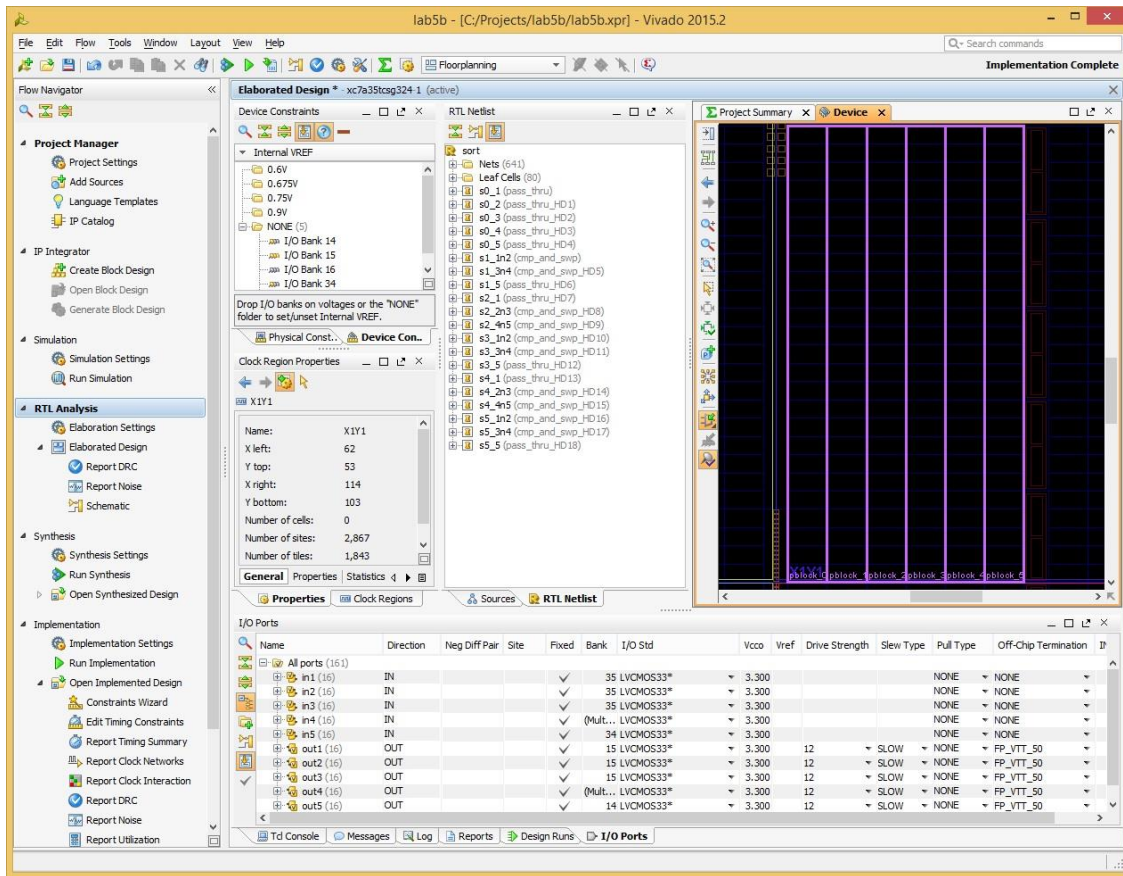 lab5b - [C:/Projects/lab5b/lab5b.xpr] - Vivado 2015.2
File Edit Flow Tools Window Layout View Help
Search commands
Floorplanning
Implementation Complete
Flow Navigator
Project Manager
Project Settings
Add Sources
Language Templates
IP Catalog
IP Integrator
Create Block Design
Open Block Design
Generate Block Design
Simulation
Simulation Settings
Run Simulation
RTL Analysis
Elaboration Settings
Elaborated Design
Report DRC
Report Noise
Schematic
Synthesis
Synthesis Settings
Run Synthesis
Open Synthesized Design
Implementation
Implementation Settings
Run Implementation
Open Implemented Design
Constraints Wizard
Edit Timing Constraints
Report Timing Summary
Report Clock Networks
Report Clock Interaction
Report DRC
Report Noise
Report Utilization
Elaborated Design * - xc7a35tcsg324-1 (active)
Device Constraints
Internal VREF
0.6V
0.675V
0.75V
0.9V
NONE (5)
I/O Bank 14
I/O Bank 15
I/O Bank 16
I/O Bank 34
Drop I/O banks on voltages or the "NONE"
folder to set/unset Internal VREF.
Physical Const.. Device Con..
Clock Region Properties
X1Y1
Name: X1Y1
X left: 62
Y top: 53
X right: 114
Y bottom: 103
Number of cells: 0
Number of sites: 2,867
Number of tiles: 1,843
General Properties Statistics
Properties Clock Regions
RTL Netlist
sort
Nets (641)
Leaf Cells (80)
s0_1 (pass_thru)
s0_2 (pass_thru_HD1)
s0_3 (pass_thru_HD2)
s0_4 (pass_thru_HD3)
s0_5 (pass_thru_HD4)
s1_1n2 (cmp_and_swp)
s1_3n4 (cmp_and_swp_HD5)
s1_5 (pass_thru_HD6)
s2_1 (pass_thru_HD7)
s2_2n3 (cmp_and_swp_HD8)
s2_4n5 (cmp_and_swp_HD9)
s3_1n2 (cmp_and_swp_HD10)
s3_3n4 (cmp_and_swp_HD11)
s3_5 (pass_thru_HD12)
s4_1 (pass_thru_HD13)
s4_2n3 (cmp_and_swp_HD14)
s4_4n5 (cmp_and_swp_HD15)
s5_1n2 (cmp_and_swp_HD16)
s5_3n4 (cmp_and_swp_HD17)
s5_5 (pass_thru_HD18)
Sources RTL Netlist
Project Summary Device
X1Y1
pblock_0 pblock_1 pblock_2 pblock_3 pblock_4 pblock_5
I/O Ports
Name Direction Neg Diff Pair Site Fixed Bank I/O Std Vcco Vref Drive Strength Slew Type Pull Type Off-Chip Termination IN
All ports (161)
in1 (16) IN 35 LVCMOS33* 3.300 NONE NONE
in2 (16) IN 35 LVCMOS33* 3.300 NONE NONE
in3 (16) IN 35 LVCMOS33* 3.300 NONE NONE
in4 (16) IN (Mult... LVCMOS33* 3.300 NONE NONE
in5 (16) IN 34 LVCMOS33* 3.300 NONE NONE
out1 (16) OUT 15 LVCMOS33* 3.300 12 SLOW NONE FP_VTT_50
out2 (16) OUT 15 LVCMOS33* 3.300 12 SLOW NONE FP_VTT_50
out3 (16) OUT 15 LVCMOS33* 3.300 12 SLOW NONE FP_VTT_50
out4 (16) OUT (Mult... LVCMOS33* 3.300 12 SLOW NONE FP_VTT_50
out5 (16) OUT 14 LVCMOS33* 3.300 12 SLOW NONE FP_VTT_50
Tcl Console Messages Log Reports Design Runs I/O Ports